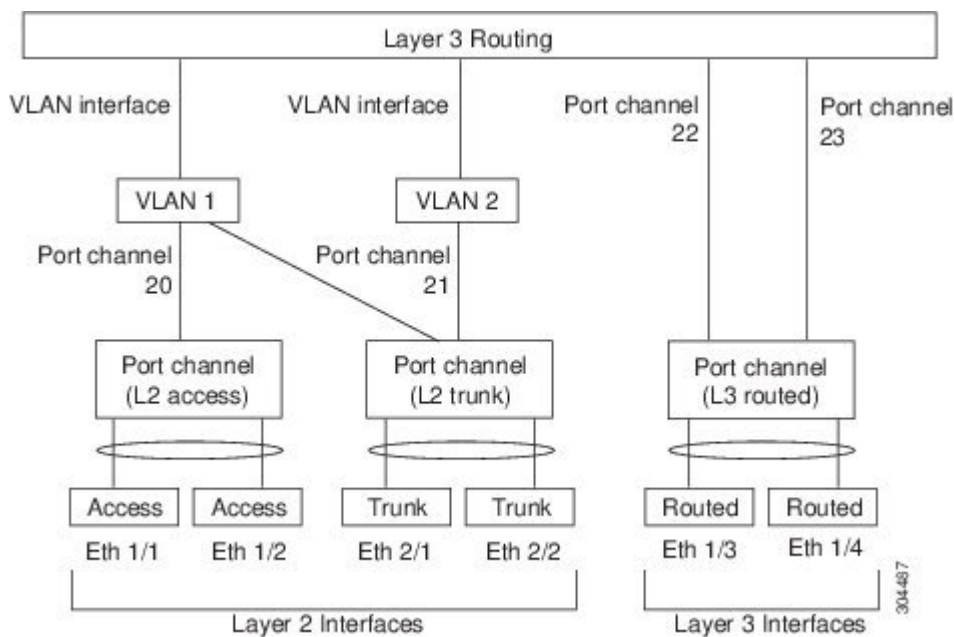 Layer 3 Routing
VLAN interface
VLAN interface
Port channel
22
Port channel
23
VLAN 1
VLAN 2
Port channel
20
Port channel
21
Port channel
(L2 access)
Port channel
(L2 trunk)
Port channel
(L3 routed)
Access
Access
Trunk
Trunk
Routed
Routed
Eth 1/1
Eth 1/2
Eth 2/1
Eth 2/2
Eth 1/3
Eth 1/4
Layer 2 Interfaces
Layer 3 Interfaces
304487